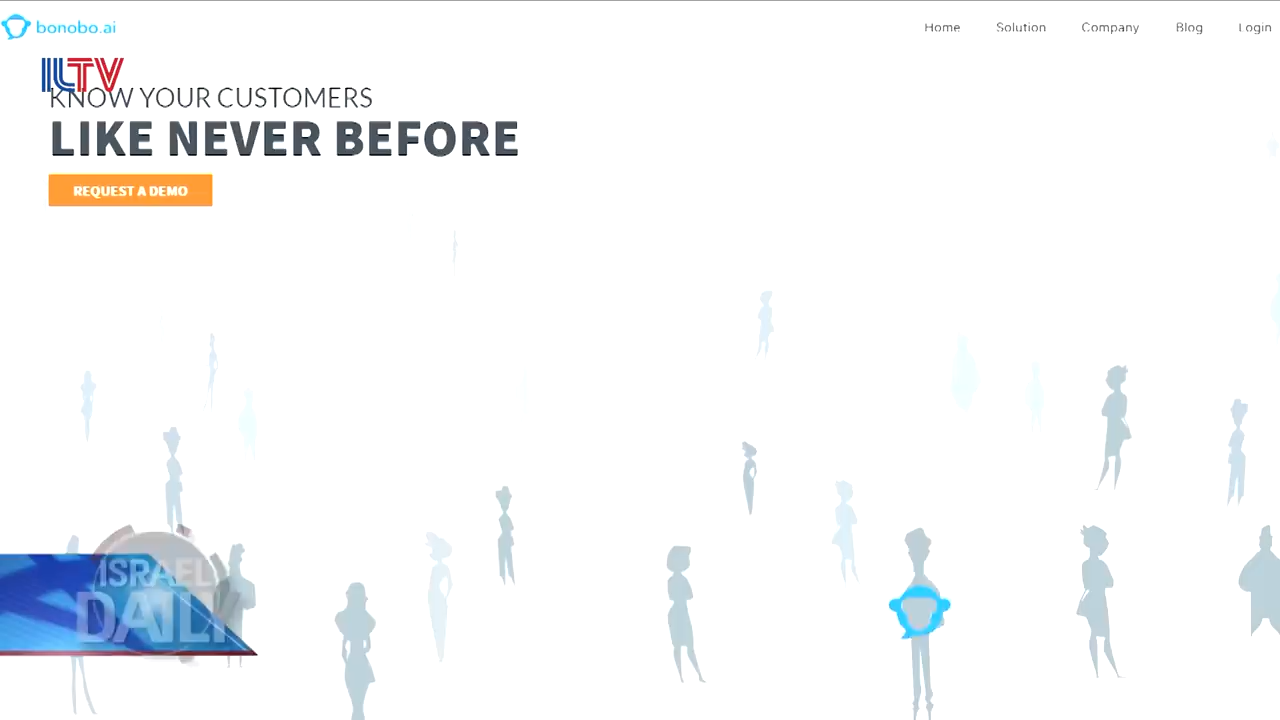 bonobo.ai
Home Solution Company Blog Login
ILTV
KNOW YOUR CUSTOMERS
LIKE NEVER BEFORE
REQUEST A DEMO
ISRAEL
DAILY